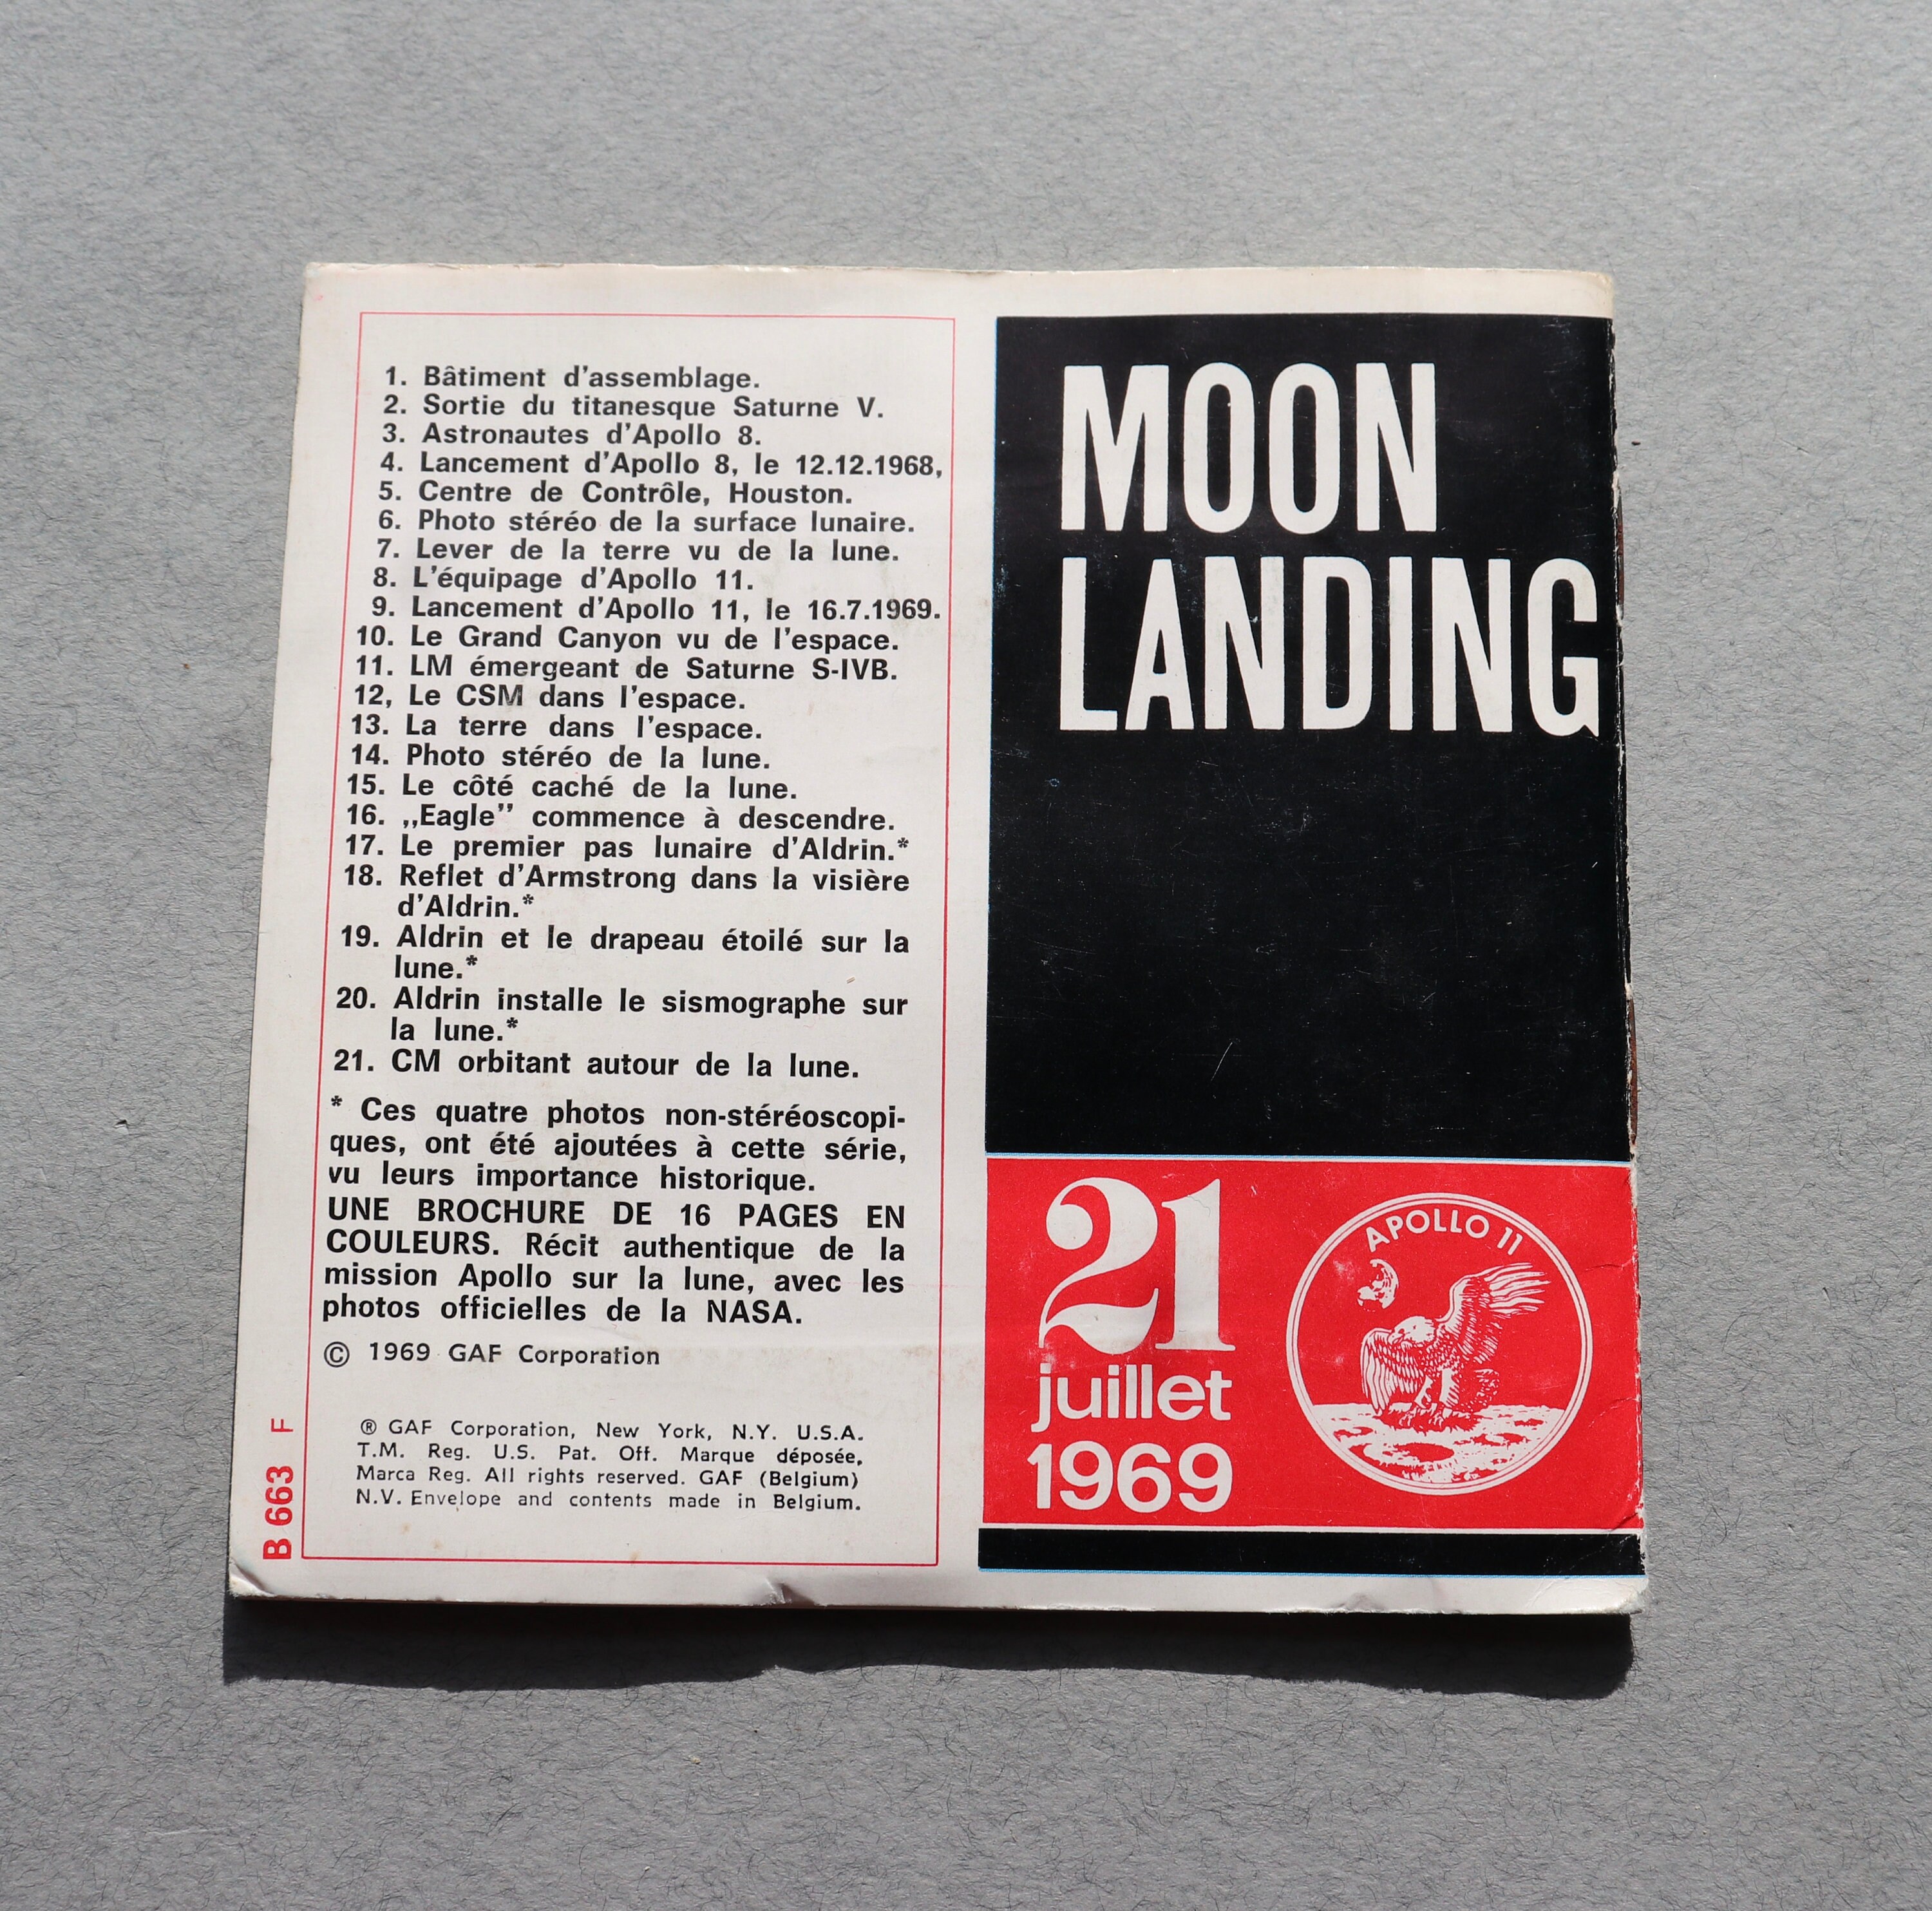 1. Bâtiment d'assemblage.
2. Sortie du titanesque Saturne V.
3. Astronautes d'Apollo 8.
4. Lancement d'Apollo 8, le 12.12.1968,
5. Centre de Contrôle, Houston.
6. Photo stéréo de la surface lunaire.
7. Lever de la terre vu de la lune.
8. L'équipage d'Apollo 11.
9. Lancement d'Apollo 11, le 16.7.1969.
10. Le Grand Canyon vu de l'espace.
11. LM émergeant de Saturne S-IVB.
12, Le CSM dans l'espace.
13. La terre dans l'espace.
14. Photo stéréo de la lune.
15. Le côté caché de la lune.
16. „Eagle” commence à descendre.
17. Le premier pas lunaire d'Aldrin.*
18. Reflet d'Armstrong dans la visière
d'Aldrin.*
19. Aldrin et le drapeau étoilé sur la
lune.*
20. Aldrin installe le sismographe sur
la lune.*
21. CM orbitant autour de la lune.
* Ces quatre photos non-stéréoscopi-
ques, ont été ajoutées à cette série,
vu leurs importance historique.
UNE BROCHURE DE 16 PAGES EN
COULEURS. Récit authentique de la
mission Apollo sur la lune, avec les
photos officielles de la NASA.
© 1969 GAF Corporation
® GAF Corporation, New York, N.Y. U.S.A.
T.M. Reg. U.S. Pat. Off. Marque déposée,
Marca Reg. All rights reserved. GAF (Belgium)
N.V. Envelope and contents made in Belgium.
B 663 F
MOON
LANDING
21
juillet
1969
APOLLO 11